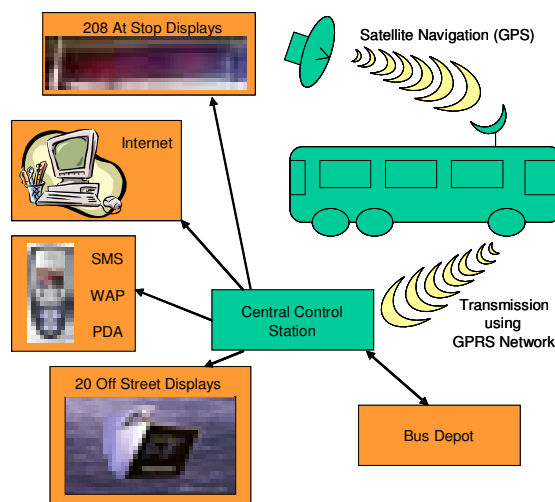 208 At Stop Displays
Satellite Navigation (GPS)
Internet
SMS
WAP
PDA
Central Control
Station
Transmission
using
GPRS Network
20 Off Street Displays
Bus Depot